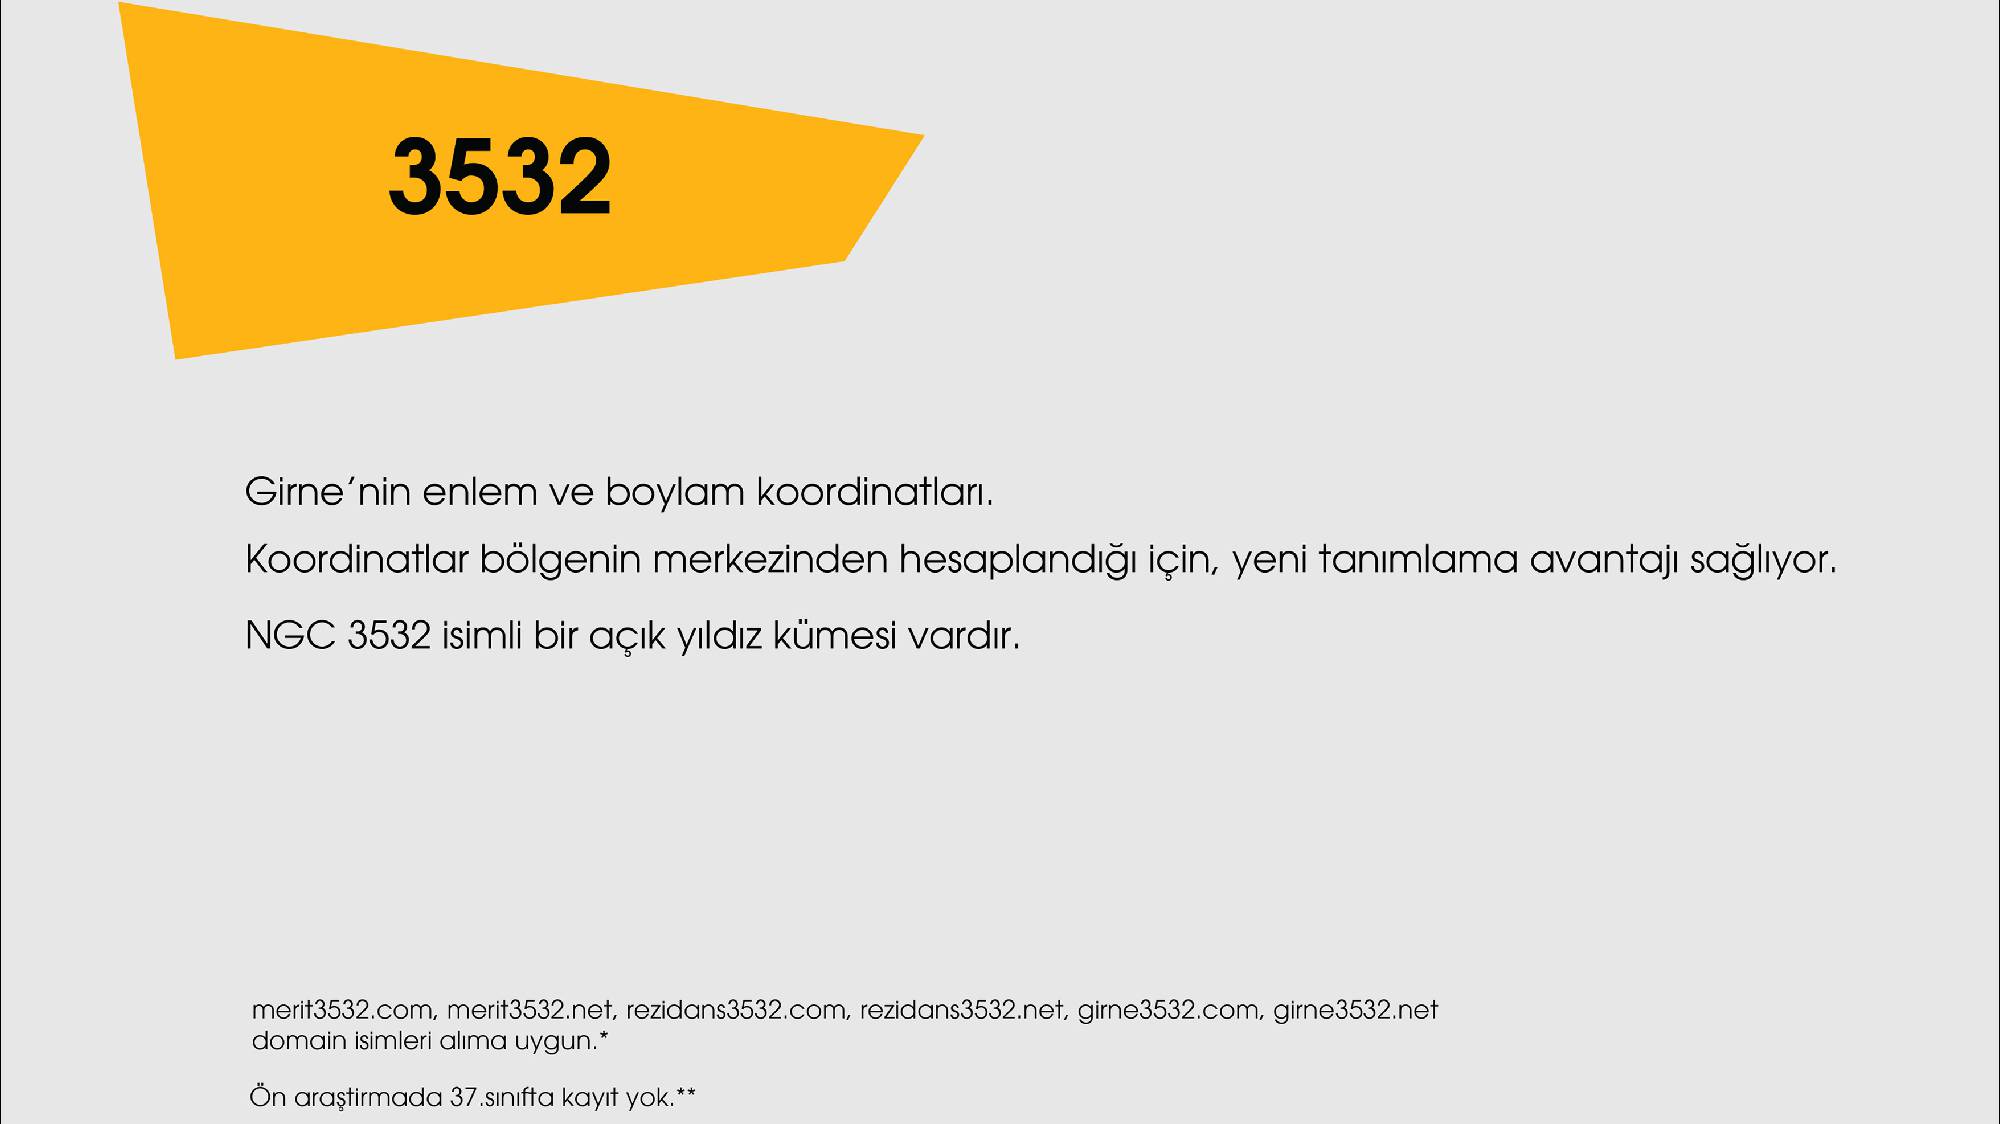 3532
Girne’nin enlem ve boylam koordinatları.
Koordinatlar bölgenin merkezinden hesaplandığı için, yeni tanımlama avantajı sağlıyor.
NGC 3532 isimli bir açık yıldız kümesi vardır.
merit3532.com, merit3532.net, rezidans3532.com, rezidans3532.net, girne3532.com, girne3532.net
domain isimleri alıma uygun.*
Ön araştirmada 37.sınıfta kayıt yok.**